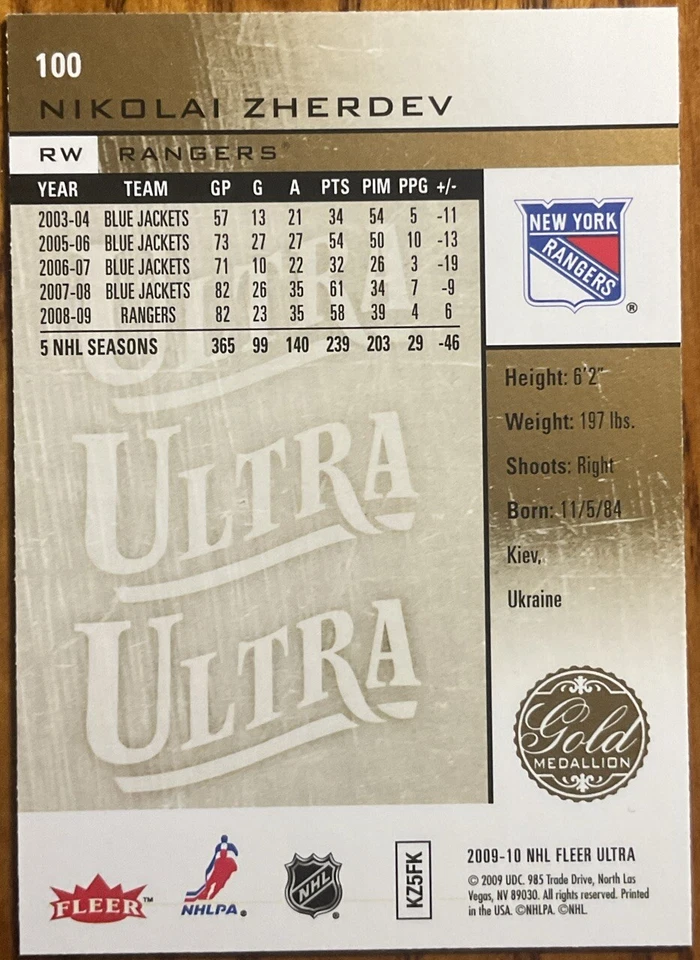 100
NIKOLAI ZHERDEV
RW RANGERS
YEAR TEAM GP G A PTS PIM PPG +/-
2003-04 BLUE JACKETS 57 13 21 34 54 5 -11
2005-06 BLUE JACKETS 73 27 27 54 50 10 -13
2006-07 BLUE JACKETS 71 10 22 32 26 3 -19
2007-08 BLUE JACKETS 82 26 35 61 34 7 -9
2008-09 RANGERS 82 23 35 58 39 4 6
5 NHL SEASONS 365 99 140 239 203 29 -46
NEW YORK
RANGERS
®
Height: 6'2"
Weight: 197 lbs.
Shoots: Right
Born: 11/5/84
Kiev,
Ukraine
ULTRA
ULTRA
ULTRA
Gold
MEDALLION
FLEER™
NHLPA®
NHL®
KZ5FK
2009-10 NHL FLEER ULTRA
© 2009 UDC. 985 Trade Drive, North Las
Vegas, NV 89030. All rights reserved. Printed
in the USA. ©NHLPA. ©NHL.